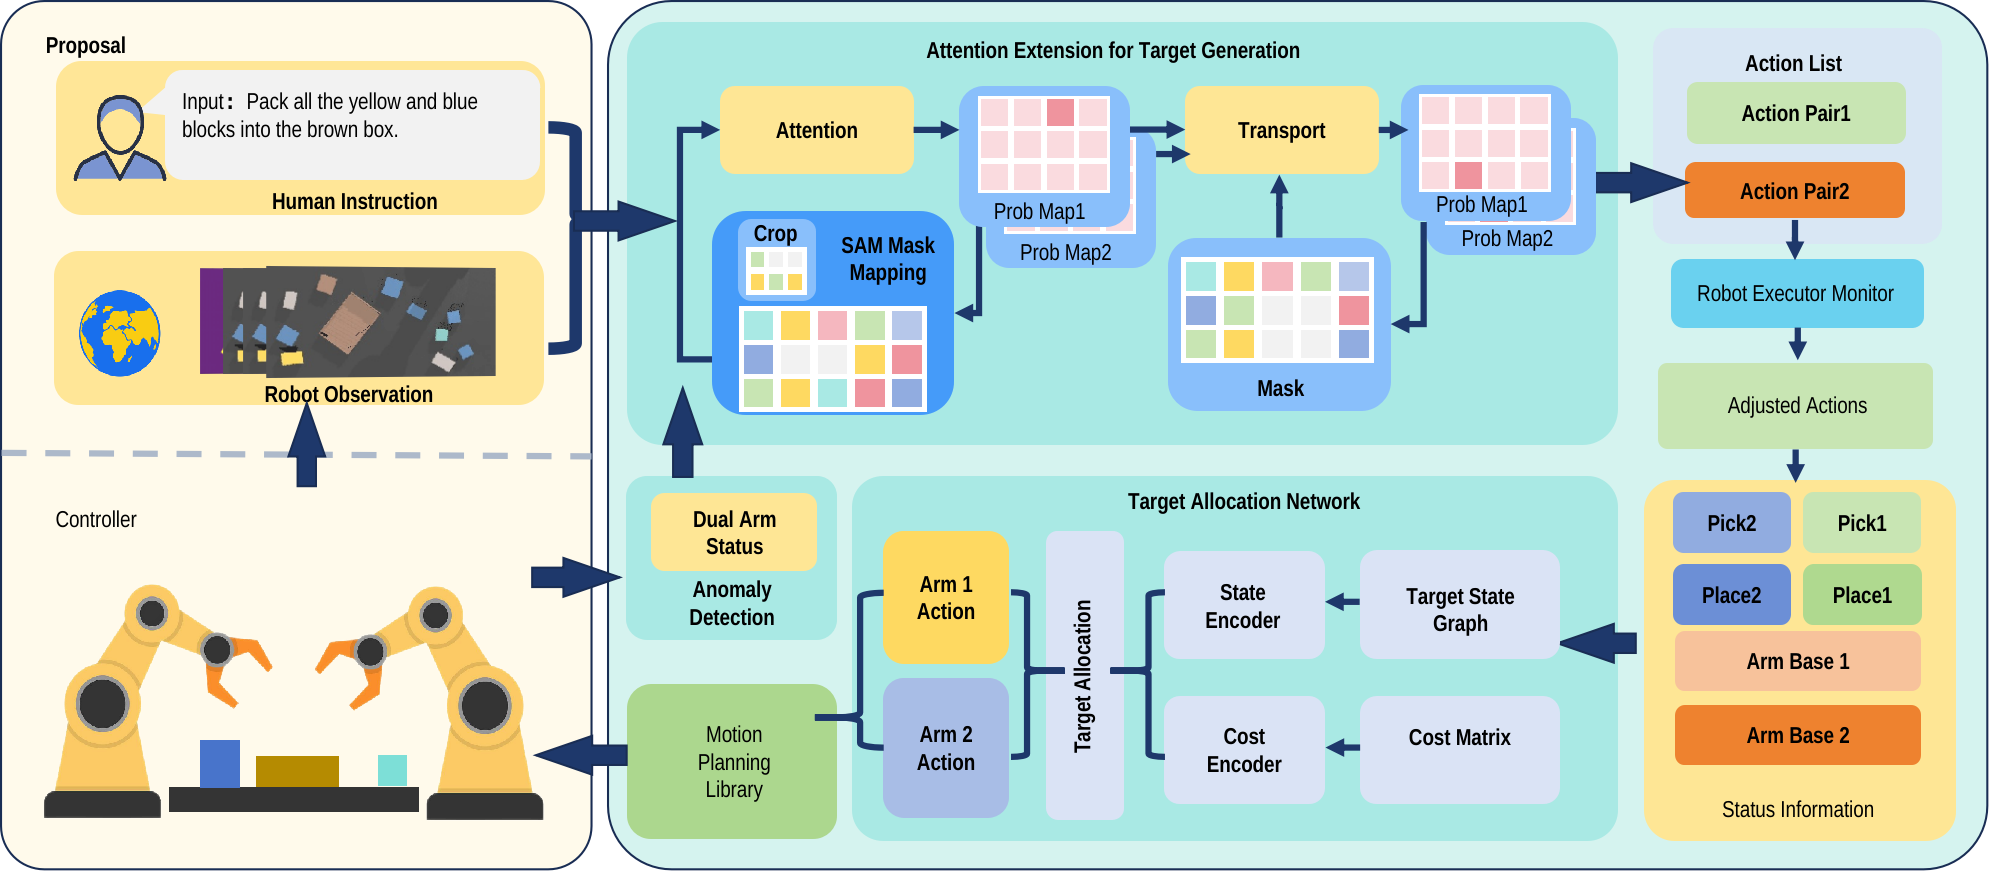 Proposal
Input: Pack all the yellow and blue
blocks into the brown box.
Human Instruction
Robot Observation
Controller
Attention Extension for Target Generation
Attention
Prob Map1
Prob Map2
Transport
Prob Map1
Prob Map2
Crop
SAM Mask
Mapping
Mask
Action List
Action Pair1
Action Pair2
Robot Executor Monitor
Adjusted Actions
Pick2
Pick1
Place2
Place1
Arm Base 1
Arm Base 2
Status Information
Dual Arm
Status
Anomaly
Detection
Target Allocation Network
Arm 1
Action
Arm 2
Action
Target Allocation
State
Encoder
Target State
Graph
Cost
Encoder
Cost Matrix
Motion
Planning
Library